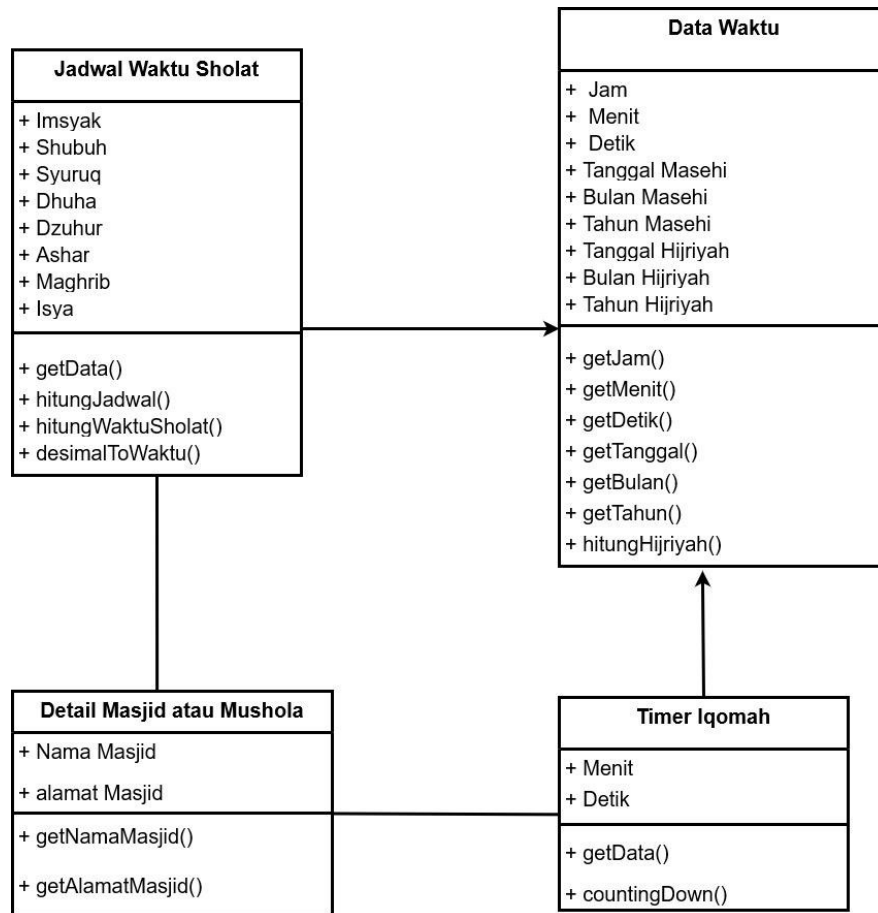 Jadwal Waktu Sholat
+ Imsyak
+ Shubuh
+ Syuruq
+ Dhuha
+ Dzuhur
+ Ashar
+ Maghrib
+ Isya
+ getData()
+ hitungJadwal()
+ hitungWaktuSholat()
+ desimalToWaktu()
Data Waktu
+ Jam
+ Menit
+ Detik
+ Tanggal Masehi
+ Bulan Masehi
+ Tahun Masehi
+ Tanggal Hijriyah
+ Bulan Hijriyah
+ Tahun Hijriyah
+ getJam()
+ getMenit()
+ getDetik()
+ getTanggal()
+ getBulan()
+ getTahun()
+ hitungHijriyah()
Detail Masjid atau Mushola
+ Nama Masjid
+ alamat Masjid
+ getNamaMasjid()
+ getAlamatMasjid()
Timer Iqomah
+ Menit
+ Detik
+ getData()
+ countingDown()